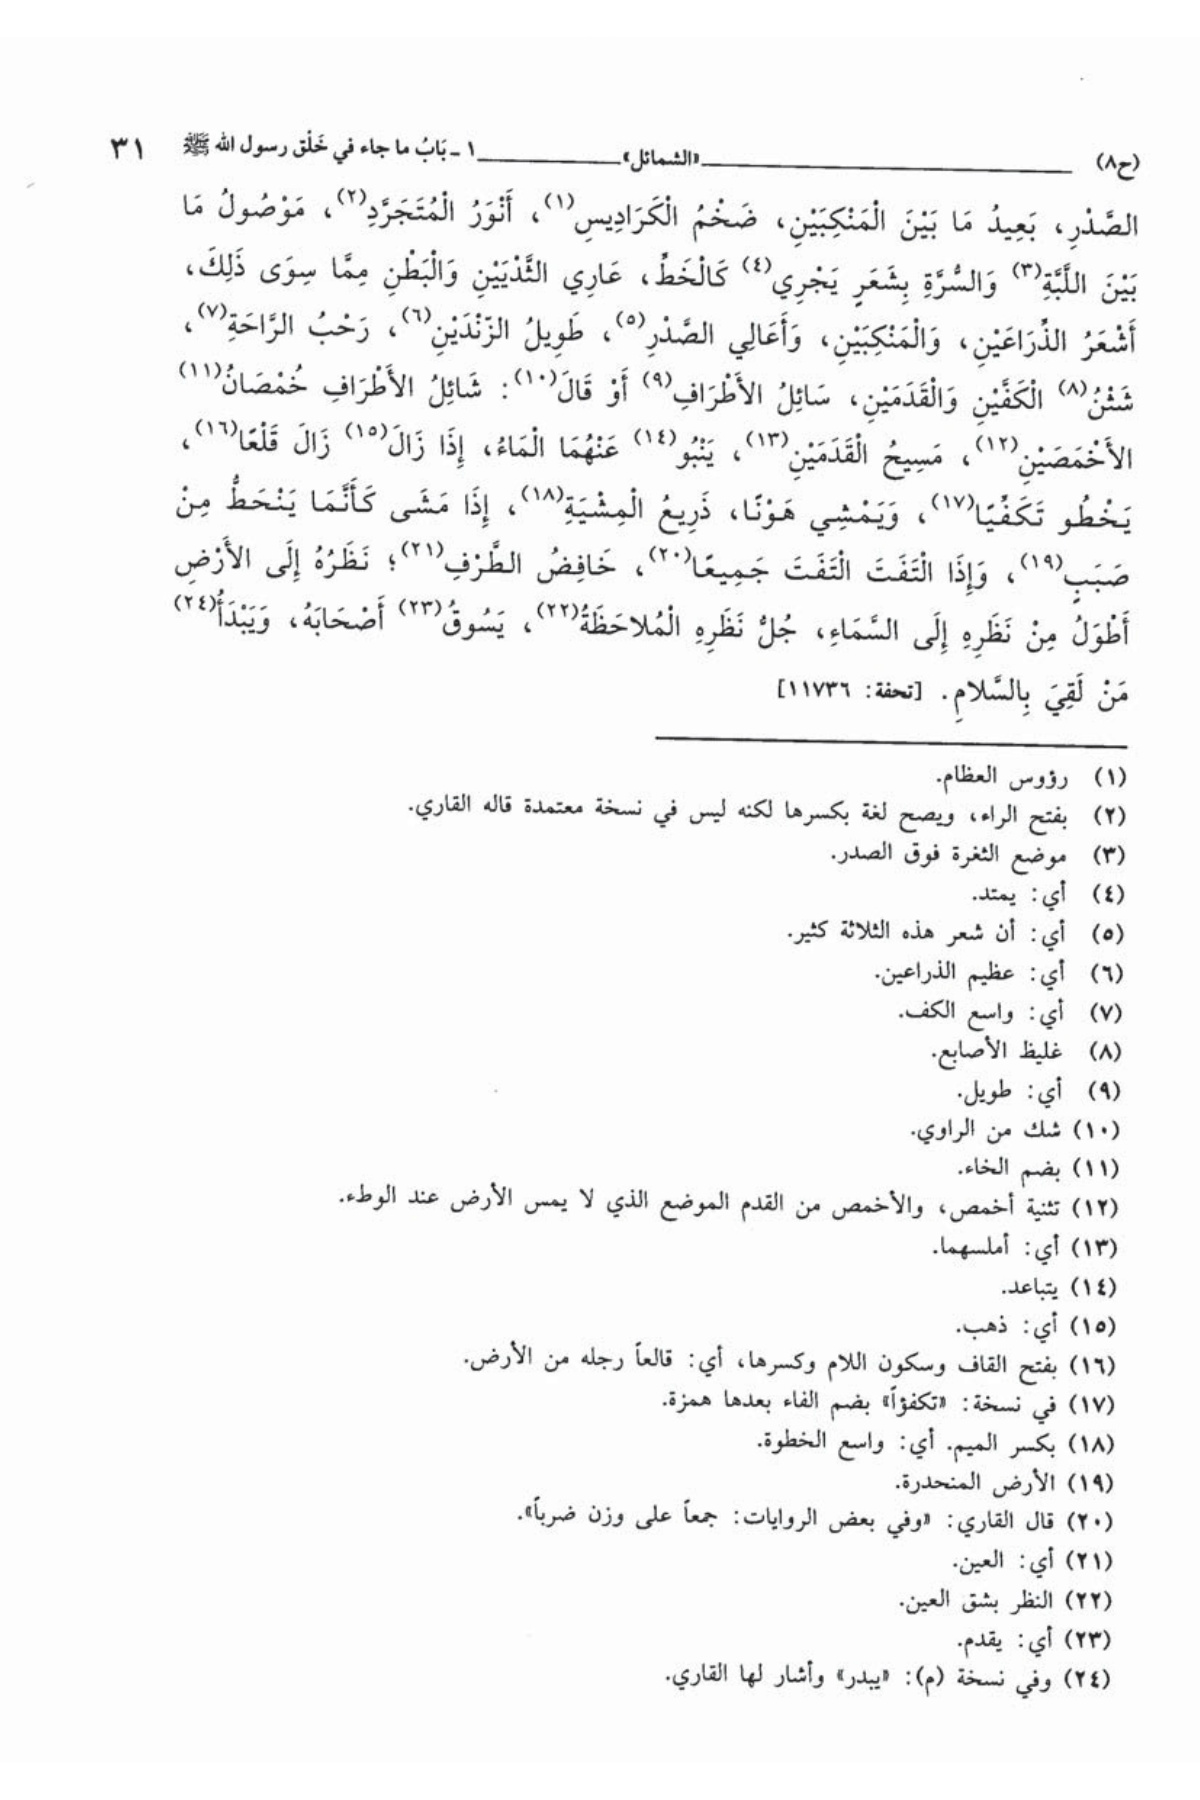 (ح٨) «الشمائل» ١ - بَابُ ما جاء في خَلْق رسول الله ﷺ ٣١
الصَّدْرِ، بَعِيدُ مَا بَيْنَ الْمَنْكِبَيْنِ، ضَخْمُ الْكَرَادِيسِ(١)، أَنْوَرُ الْمُتَجَرَّدِ(٢)، مَوْصُولُ مَا
بَيْنَ اللَّبَّةِ(٣) وَالسُّرَّةِ بِشَعَرٍ يَجْرِي(٤) كَالْخَطِّ، عَارِي الثَّدْيَيْنِ وَالْبَطْنِ مِمَّا سِوَى ذَلِكَ،
أَشْعَرُ الذِّرَاعَيْنِ، وَالْمَنْكِبَيْنِ، وَأَعَالِي الصَّدْرِ(٥)، طَوِيلُ الزَّنْدَيْنِ(٦)، رَحْبُ الرَّاحَةِ(٧)،
شَثْنُ(٨) الْكَفَّيْنِ وَالْقَدَمَيْنِ، سَائِلُ الأَطْرَافِ(٩) أَوْ قَالَ(١٠): شَائِلُ الأَطْرَافِ خُمْصَانُ(١١)
الأَخْمَصَيْنِ(١٢)، مَسِيحُ الْقَدَمَيْنِ(١٣)، يَنْبُو(١٤) عَنْهُمَا الْمَاءُ، إِذَا زَالَ(١٥) زَالَ قَلْعًا(١٦)،
يَخْطُو تَكَفِّيًا(١٧)، وَيَمْشِي هَوْنًا، ذَرِيعُ الْمِشْيَةِ(١٨)، إِذَا مَشَى كَأَنَّمَا يَنْحَطُّ مِنْ
صَبَبٍ(١٩)، وَإِذَا الْتَفَتَ الْتَفَتَ جَمِيعًا(٢٠)، خَافِضُ الطَّرْفِ(٢١)؛ نَظَرُهُ إِلَى الأَرْضِ
أَطْوَلُ مِنْ نَظَرِهِ إِلَى السَّمَاءِ، جُلُّ نَظَرِهِ الْمُلاحَظَةُ(٢٢)، يَسُوقُ(٢٣) أَصْحَابَهُ، وَيَبْدَأُ(٢٤)
مَنْ لَقِيَ بِالسَّلامِ. [تحفة: ١١٧٣٦]
(١) رؤوس العظام.
(٢) بفتح الراء، ويصح لغة بكسرها لكنه ليس في نسخة معتمدة قاله القاري.
(٣) موضع الثغرة فوق الصدر.
(٤) أي: يمتد.
(٥) أي: أن شعر هذه الثلاثة كثير.
(٦) أي: عظيم الذراعين.
(٧) أي: واسع الكف.
(٨) غليظ الأصابع.
(٩) أي: طويل.
(١٠) شك من الراوي.
(١١) بضم الخاء.
(١٢) تثنية أخمص، والأخمص من القدم الموضع الذي لا يمس الأرض عند الوطء.
(١٣) أي: أملسهما.
(١٤) يتباعد.
(١٥) أي: ذهب.
(١٦) بفتح القاف وسكون اللام وكسرها، أي: قالعاً رجله من الأرض.
(١٧) في نسخة: «تكفؤاً» بضم الفاء بعدها همزة.
(١٨) بكسر الميم. أي: واسع الخطوة.
(١٩) الأرض المنحدرة.
(٢٠) قال القاري: «وفي بعض الروايات: جمعاً على وزن ضرباً».
(٢١) أي: العين.
(٢٢) النظر بشق العين.
(٢٣) أي: يقدم.
(٢٤) وفي نسخة (م): «يبدر» وأشار لها القاري.